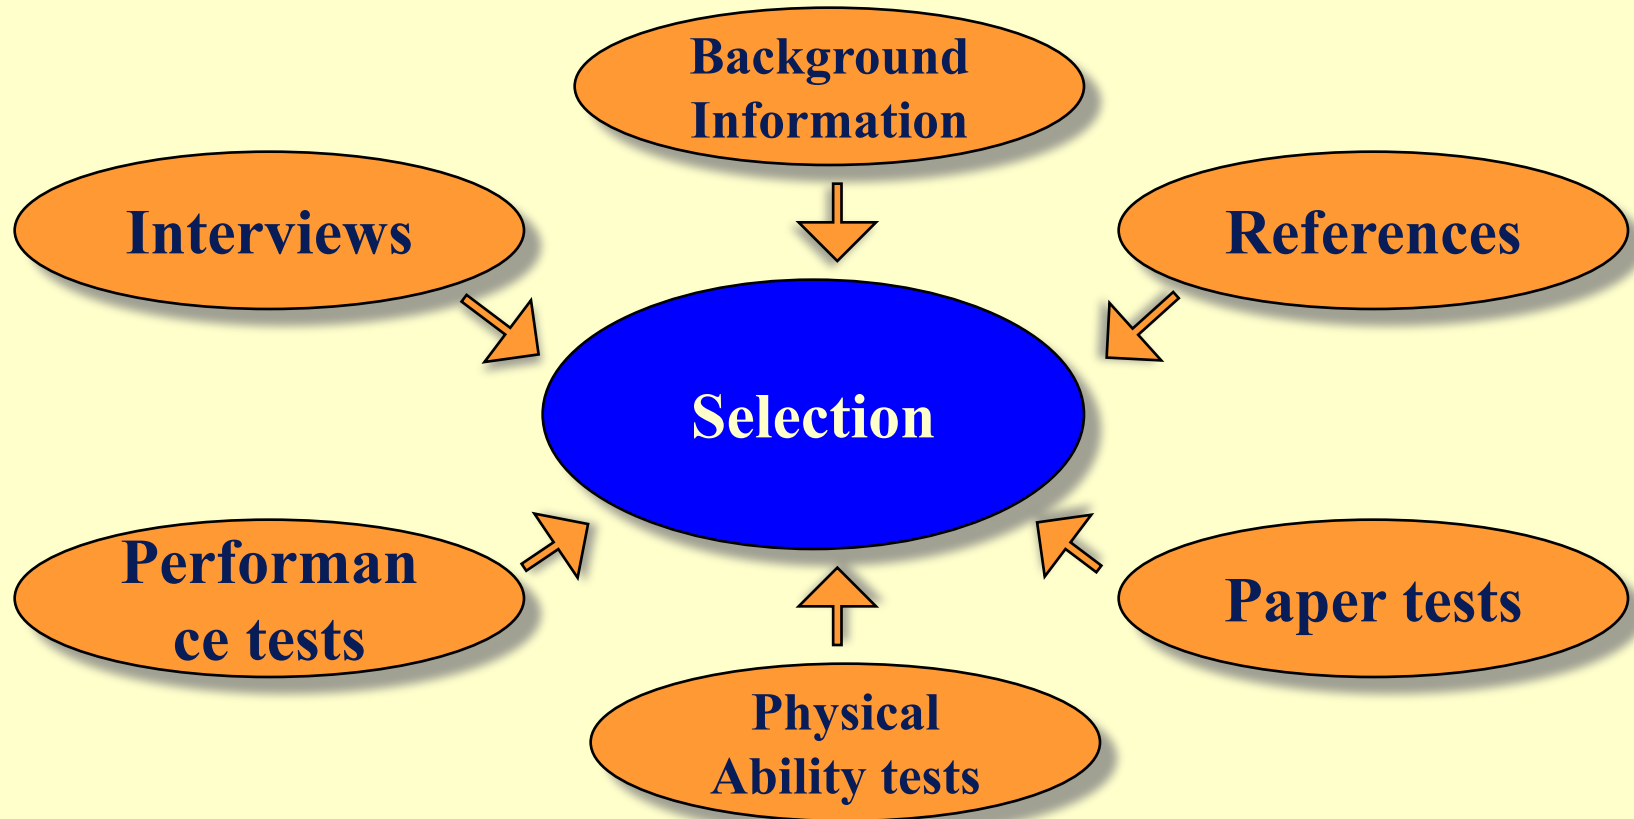 Background
Information
Interviews
References
Selection
Performan
ce tests
Paper tests
Physical
Ability tests